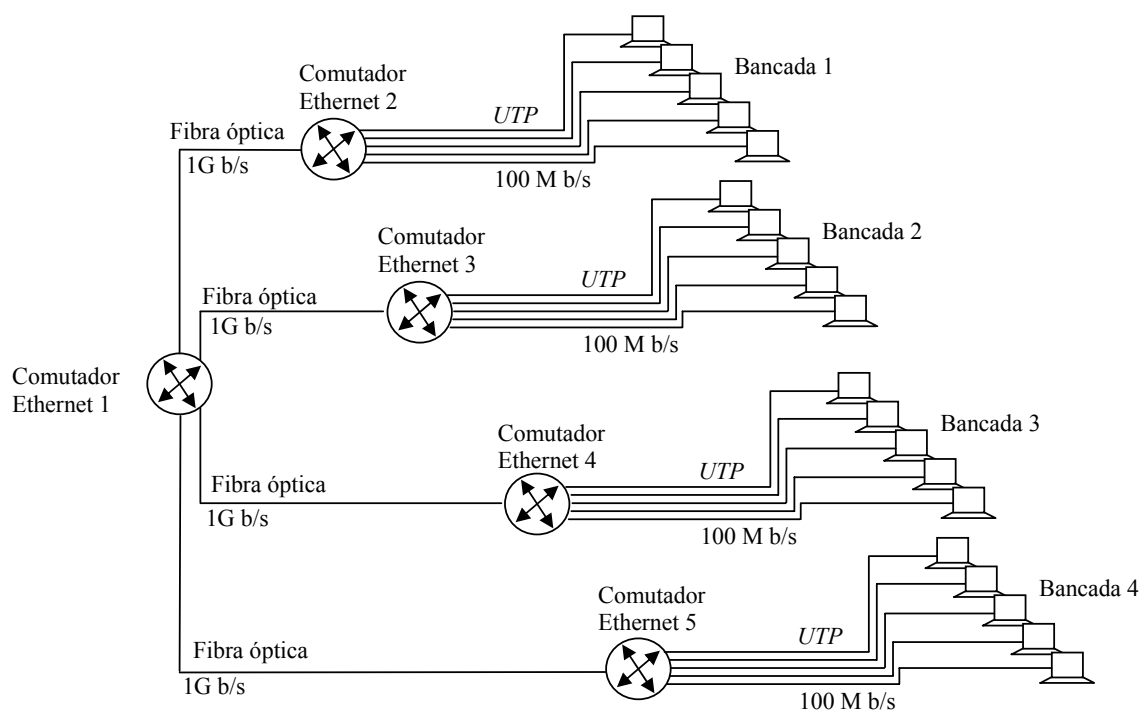 Comutador
Ethernet 2
Fibra óptica
1G b/s
UTP
100 M b/s
Bancada 1
Comutador
Ethernet 3
Fibra óptica
1G b/s
UTP
100 M b/s
Bancada 2
Comutador
Ethernet 1
Comutador
Ethernet 4
Fibra óptica
1G b/s
UTP
100 M b/s
Bancada 3
Comutador
Ethernet 5
Fibra óptica
1G b/s
UTP
100 M b/s
Bancada 4